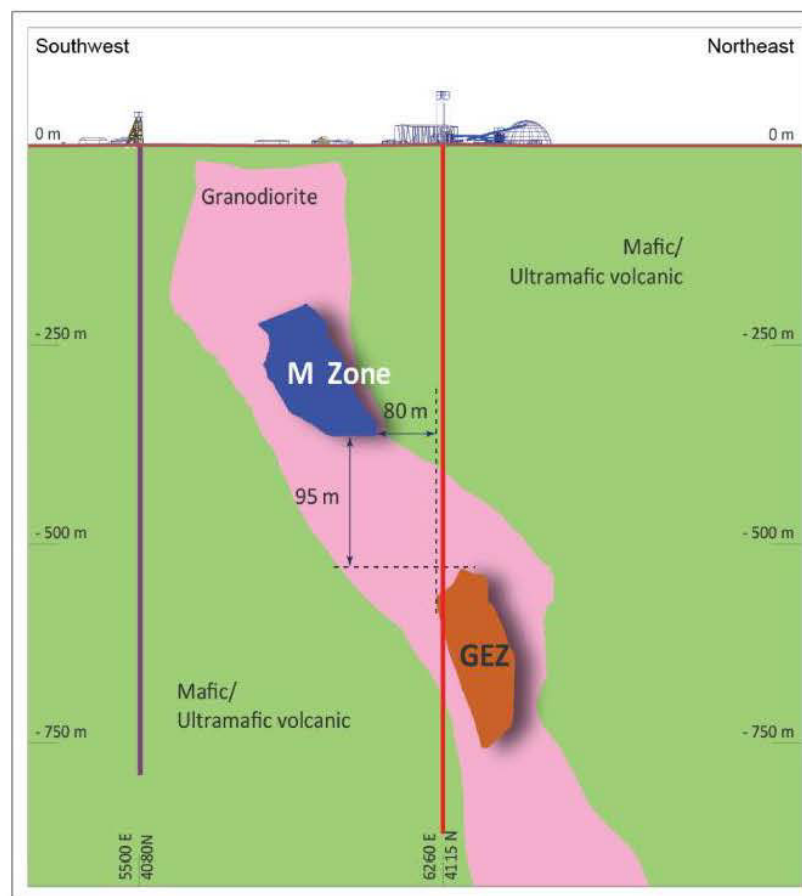 Southwest
Northeast
0 m
0 m
Granodiorite
Mafic/
Ultramafic volcanic
- 250 m
- 250 m
M Zone
80 m
95 m
- 500 m
- 500 m
GEZ
Mafic/
Ultramafic volcanic
- 750 m
- 750 m
5500 E
4080N
6260 E
4115 N